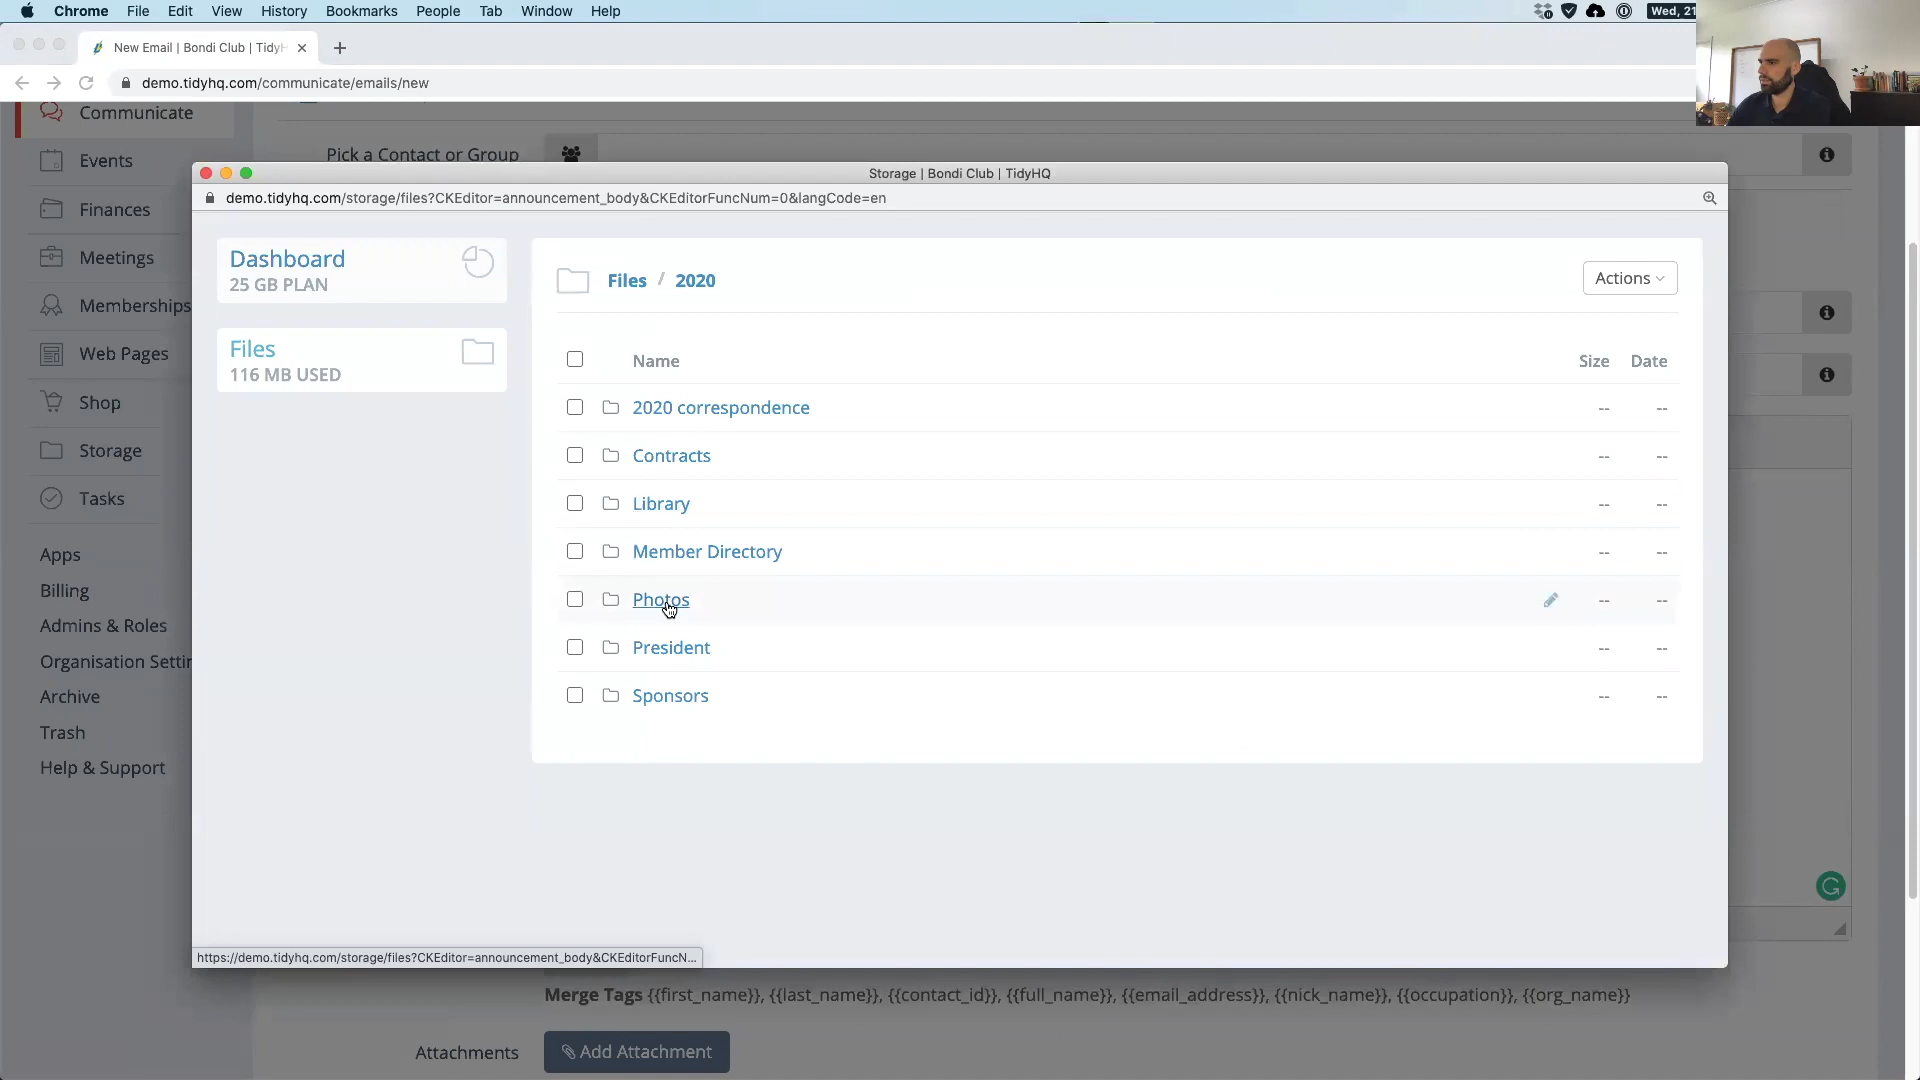 Chrome File Edit View History Bookmarks People Tab Window Help Wed, 21
New Email | Bondi Club | TidyH
demo.tidyhq.com/communicate/emails/new
Communicate
Pick a Contact or Group
Events
Storage | Bondi Club | TidyHQ
demo.tidyhq.com/storage/files?CKEditor=announcement_body&CKEditorFuncNum=0&langCode=en
Finances
Meetings
Memberships
Web Pages
Shop
Storage
Tasks
Apps
Billing
Admins & Roles
Organisation Settin
Archive
Trash
Help & Support
Dashboard
25 GB PLAN
Files
116 MB USED
Files / 2020
Actions
Name Size Date
2020 correspondence -- --
Contracts -- --
Library -- --
Member Directory -- --
Photos -- --
President -- --
Sponsors -- --
https://demo.tidyhq.com/storage/files?CKEditor=announcement_body&CKEditorFuncN...
Merge Tags {{first_name}}, {{last_name}}, {{contact_id}}, {{full_name}}, {{email_address}}, {{nick_name}}, {{occupation}}, {{org_name}}
Attachments Add Attachment